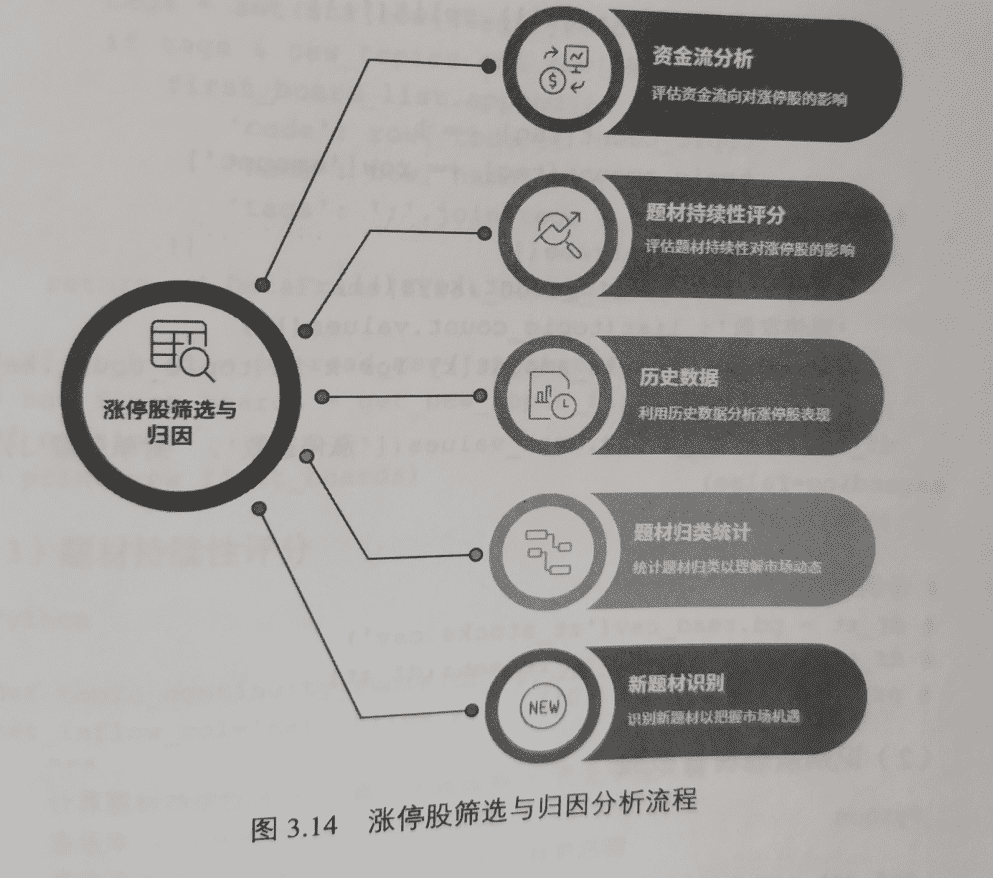 资金流分析
评估资金流向对涨停股的影响
题材持续性评分
评估题材持续性对涨停股的影响
涨停股筛选与
归因
历史数据
利用历史数据分析涨停股表现
题材归类统计
统计题材归类以理解市场动态
NEW
新题材识别
识别新题材以把握市场机遇
图 3.14 涨停股筛选与归因分析流程